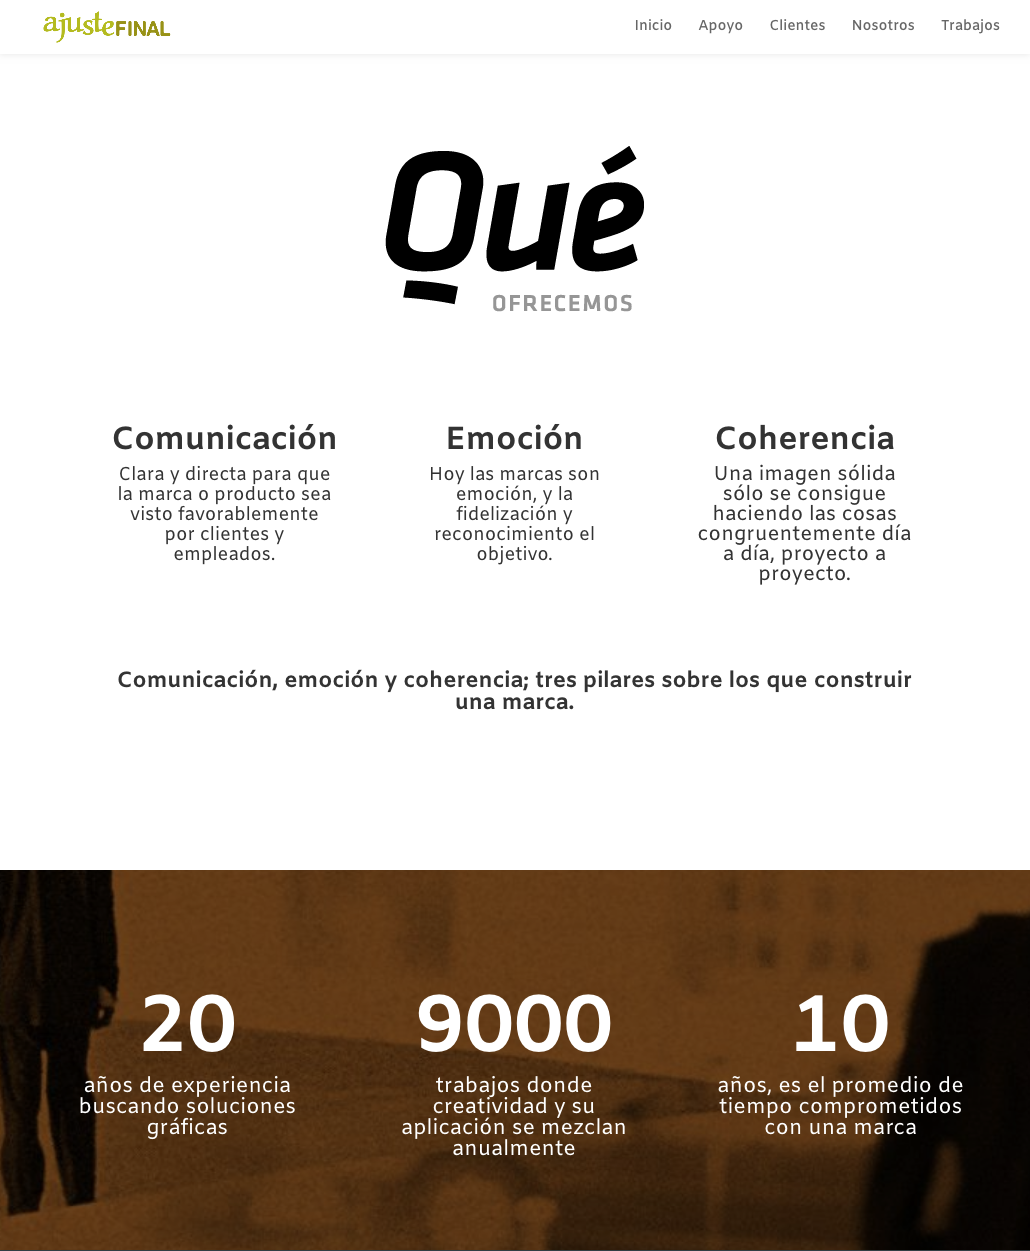 ajusteFINAL
Inicio Apoyo Clientes Nosotros Trabajos
Qué
OFRECEMOS
Comunicación
Clara y directa para que
la marca o producto sea
visto favorablemente
por clientes y
empleados.
Emoción
Hoy las marcas son
emoción, y la
fidelización y
reconocimiento el
objetivo.
Coherencia
Una imagen sólida
sólo se consigue
haciendo las cosas
congruentemente día
a día, proyecto a
proyecto.
Comunicación, emoción y coherencia; tres pilares sobre los que construir
una marca.
20
años de experiencia
buscando soluciones
gráficas
9000
trabajos donde
creatividad y su
aplicación se mezclan
anualmente
10
años, es el promedio de
tiempo comprometidos
con una marca